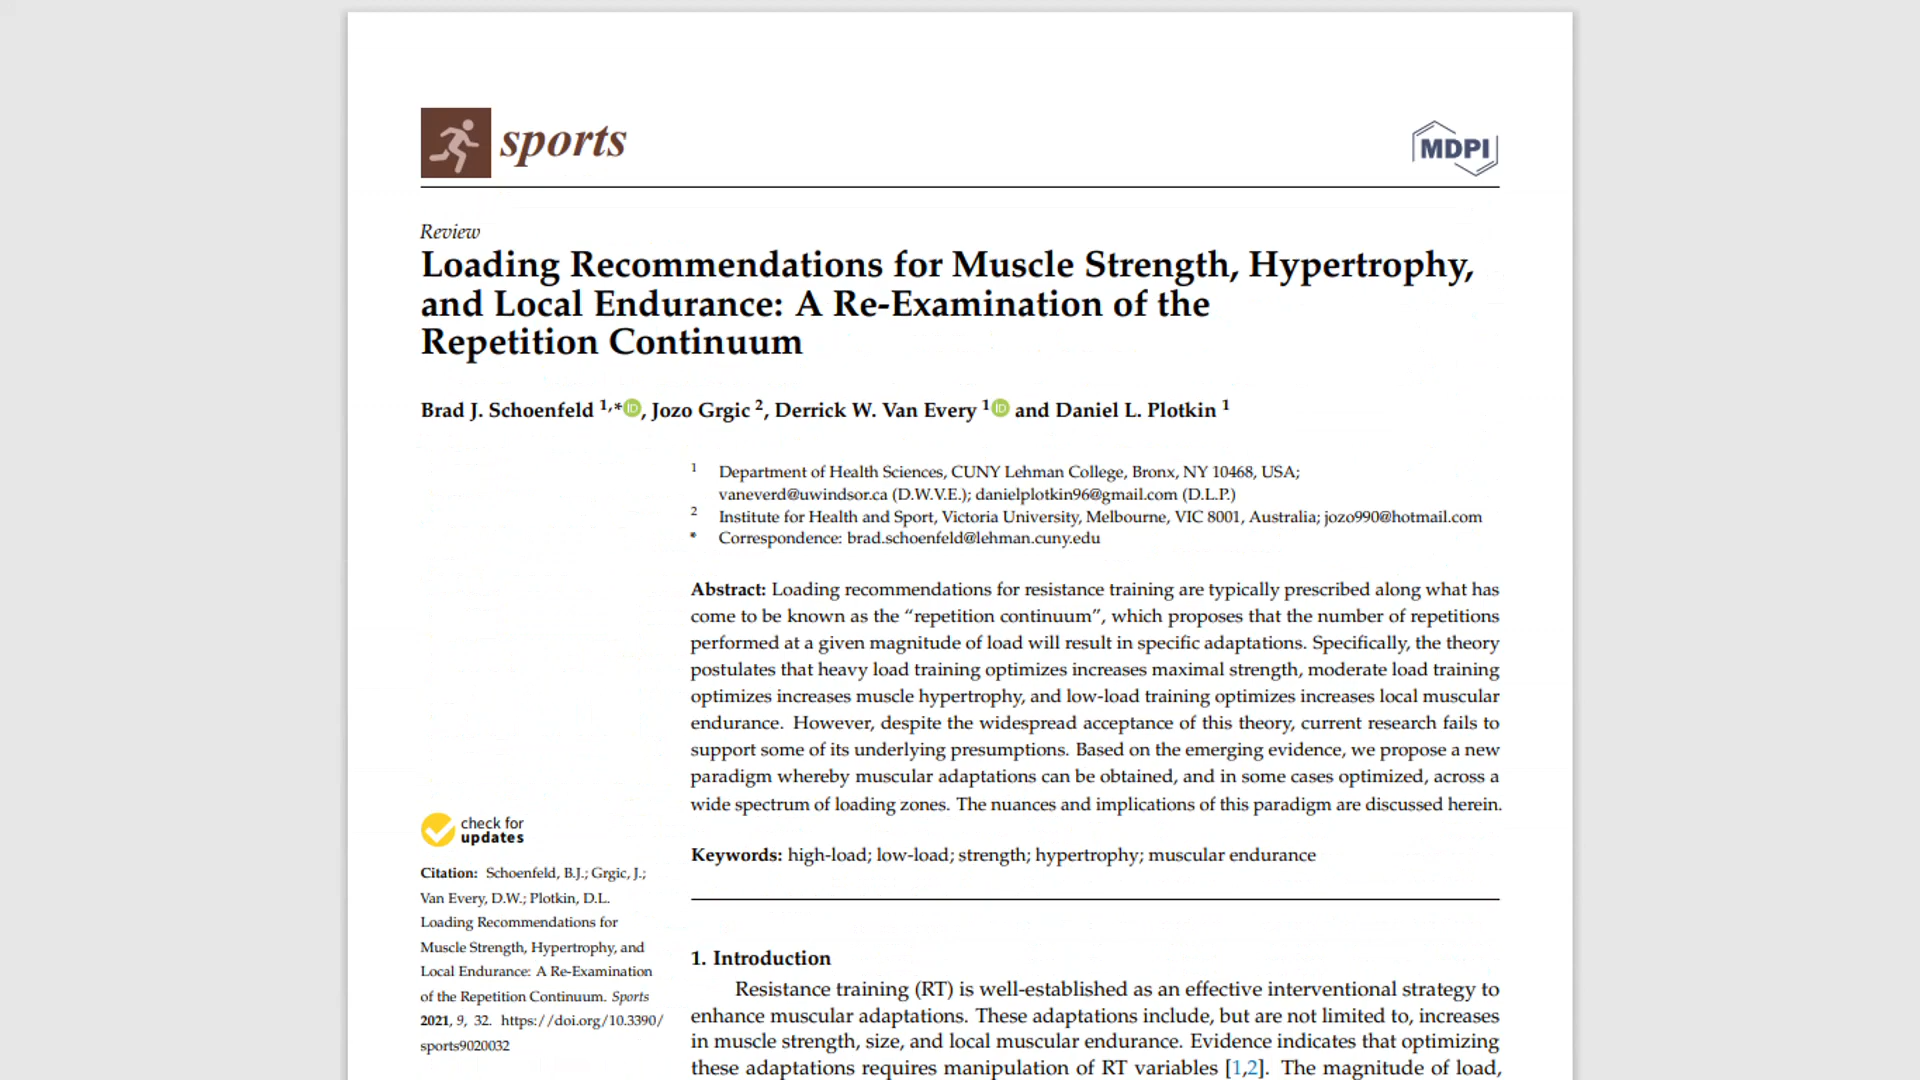 sports
MDPI
Review
Loading Recommendations for Muscle Strength, Hypertrophy,
and Local Endurance: A Re-Examination of the
Repetition Continuum
Brad J. Schoenfeld 1,* iD, Jozo Grgic 2, Derrick W. Van Every 1 iD and Daniel L. Plotkin 1
1 Department of Health Sciences, CUNY Lehman College, Bronx, NY 10468, USA;
vaneverd@uwindsor.ca (D.W.V.E.); danielplotkin96@gmail.com (D.L.P.)
2 Institute for Health and Sport, Victoria University, Melbourne, VIC 8001, Australia; jozo990@hotmail.com
* Correspondence: brad.schoenfeld@lehman.cuny.edu
Abstract: Loading recommendations for resistance training are typically prescribed along what has
come to be known as the “repetition continuum”, which proposes that the number of repetitions
performed at a given magnitude of load will result in specific adaptations. Specifically, the theory
postulates that heavy load training optimizes increases maximal strength, moderate load training
optimizes increases muscle hypertrophy, and low-load training optimizes increases local muscular
endurance. However, despite the widespread acceptance of this theory, current research fails to
support some of its underlying presumptions. Based on the emerging evidence, we propose a new
paradigm whereby muscular adaptations can be obtained, and in some cases optimized, across a
wide spectrum of loading zones. The nuances and implications of this paradigm are discussed herein.
Keywords: high-load; low-load; strength; hypertrophy; muscular endurance
check for
updates
Citation: Schoenfeld, B.J.; Grgic, J.;
Van Every, D.W.; Plotkin, D.L.
Loading Recommendations for
Muscle Strength, Hypertrophy, and
Local Endurance: A Re-Examination
of the Repetition Continuum. Sports
2021, 9, 32. https://doi.org/10.3390/
sports9020032
1. Introduction
Resistance training (RT) is well-established as an effective interventional strategy to
enhance muscular adaptations. These adaptations include, but are not limited to, increases
in muscle strength, size, and local muscular endurance. Evidence indicates that optimizing
these adaptations requires manipulation of RT variables [1,2]. The magnitude of load,